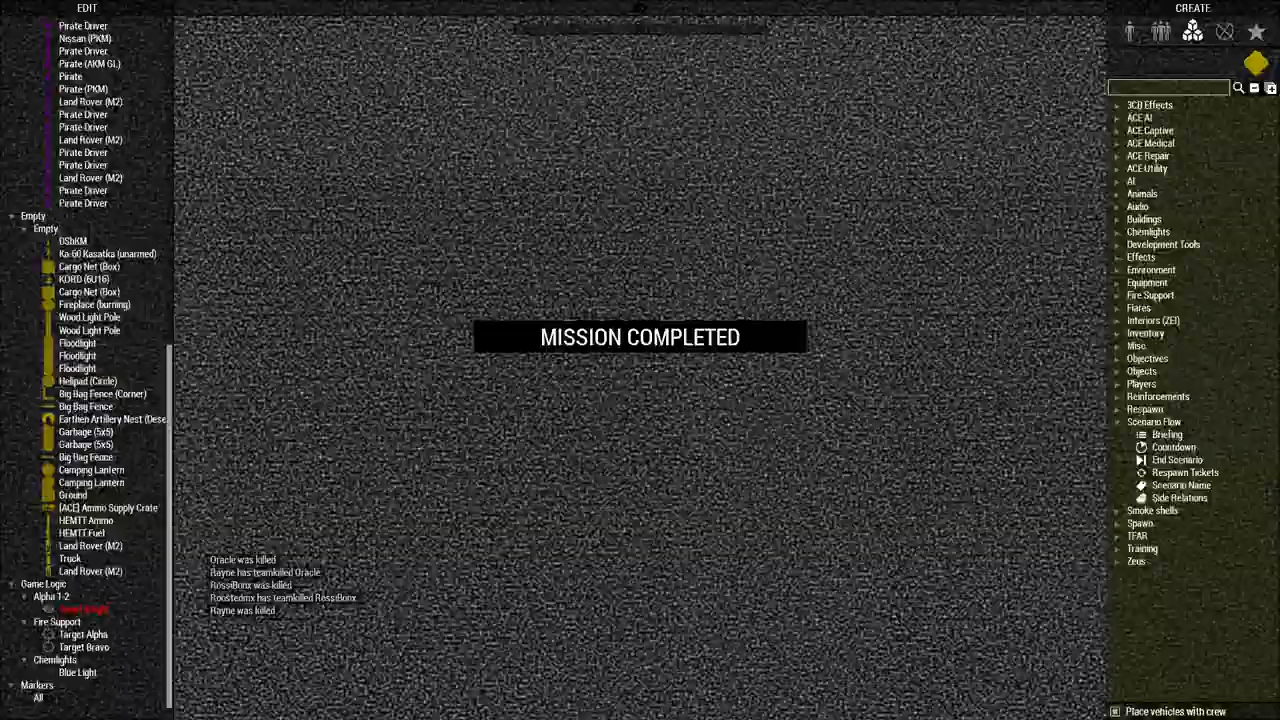 EDIT
Pirate Driver
Nissan (PKM)
Pirate Driver
Pirate (AKM GL)
Pirate
Pirate (PKM)
Land Rover (M2)
Pirate Driver
Pirate Driver
Land Rover (M2)
Pirate Driver
Pirate Driver
Land Rover (M2)
Pirate Driver
Pirate Driver
Empty
Empty
DShKM
Ka-60 Kasatka (unarmed)
Cargo Net (Box)
KORD (6U16)
Cargo Net (Box)
Fireplace (burning)
Wood Light Pole
Wood Light Pole
Floodlight
Floodlight
Floodlight
Helipad (Circle)
Big Bag Fence (Corner)
Big Bag Fence
Earthen Artillery Nest (Dese
Garbage (5x5)
Garbage (5x5)
Big Bag Fence
Camping Lantern
Camping Lantern
Ground
[ACE] Ammo Supply Crate
HEMTT Ammo
HEMTT Fuel
Land Rover (M2)
Truck
Land Rover (M2)
Game Logic
Alpha 1-2
Fire Support
Target Alpha
Target Bravo
Chemlights
Blue Light
Markers
All
MISSION COMPLETED
Oracle was killed
Rayne has teamkilled Oracle
RossiBonx was killed
Roostedmx has teamkilled RossiBonx
Rayne was killed
CREATE
3CB Effects
ACE AI
ACE Captive
ACE Medical
ACE Repair
ACE Utility
AI
Animals
Audio
Buildings
Chemlights
Development Tools
Effects
Environment
Equipment
Fire Support
Flares
Interiors (ZEI)
Inventory
Misc
Objectives
Objects
Players
Reinforcements
Respawn
Scenario Flow
Briefing
Countdown
End Scenario
Respawn Tickets
Scenario Name
Side Relations
Smoke shells
Spawn
TFAR
Training
Zeus
Place vehicles with crew